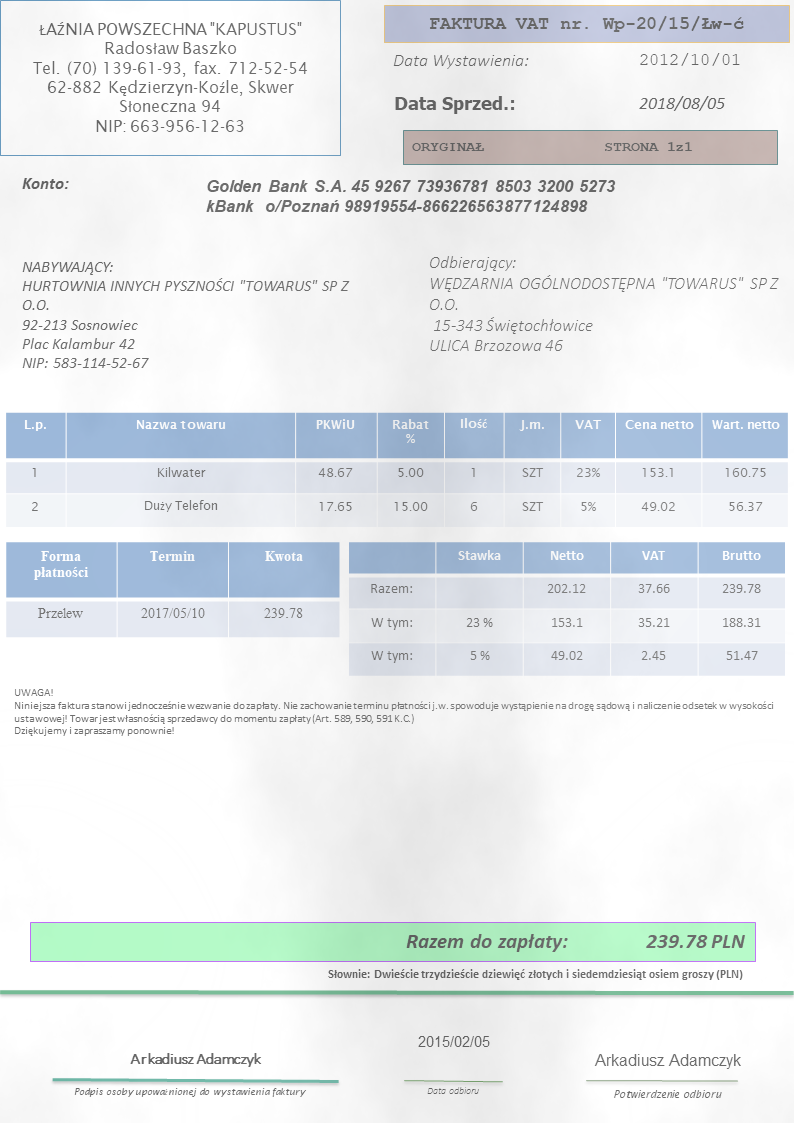 ŁAŹNIA POWSZECHNA "KAPUSTUS"
Radosław Baszko
Tel. (70) 139-61-93, fax. 712-52-54
62-882 Kędzierzyn-Koźle, Skwer
Słoneczna 94
NIP: 663-956-12-63
FAKTURA VAT nr. Wp-20/15/Łw-ć
Data Wystawienia: 2012/10/01
Data Sprzed.: 2018/08/05
ORYGINAŁ STRONA 1z1
Konto: Golden Bank S.A. 45 9267 73936781 8503 3200 5273
kBank o/Poznań 98919554-866226563877124898
NABYWAJĄCY:
HURTOWNIA INNYCH PYSZNOŚCI "TOWARUS" SP Z
O.O.
92-213 Sosnowiec
Plac Kalambur 42
NIP: 583-114-52-67
Odbierający:
WĘDZARNIA OGÓLNODOSTĘPNA "TOWARUS" SP Z
O.O.
15-343 Świętochłowice
ULICA Brzozowa 46
L.p. Nazwa towaru PKWiU Rabat % Ilość J.m. VAT Cena netto Wart. netto
1 Kilwater 48.67 5.00 1 SZT 23% 153.1 160.75
2 Duży Telefon 17.65 15.00 6 SZT 5% 49.02 56.37
Forma płatności Termin Kwota
Przelew 2017/05/10 239.78
Stawka Netto VAT Brutto
Razem: 202.12 37.66 239.78
W tym: 23 % 153.1 35.21 188.31
W tym: 5 % 49.02 2.45 51.47
UWAGA!
Niniejsza faktura stanowi jednocześnie wezwanie do zapłaty. Nie zachowanie terminu płatności j.w. spowoduje wystąpienie na drogę sądową i naliczenie odsetek w wysokości
ustawowej! Towar jest własnością sprzedawcy do momentu zapłaty (Art. 589, 590, 591 K.C.)
Dziękujemy i zapraszamy ponownie!
Razem do zapłaty: 239.78 PLN
Słownie: Dwieście trzydzieście dziewięć złotych i siedemdziesiąt osiem groszy (PLN)
Arkadiusz Adamczyk
Podpis osoby upoważnionej do wystawienia faktury
2015/02/05
Data odbioru
Arkadiusz Adamczyk
Potwierdzenie odbioru